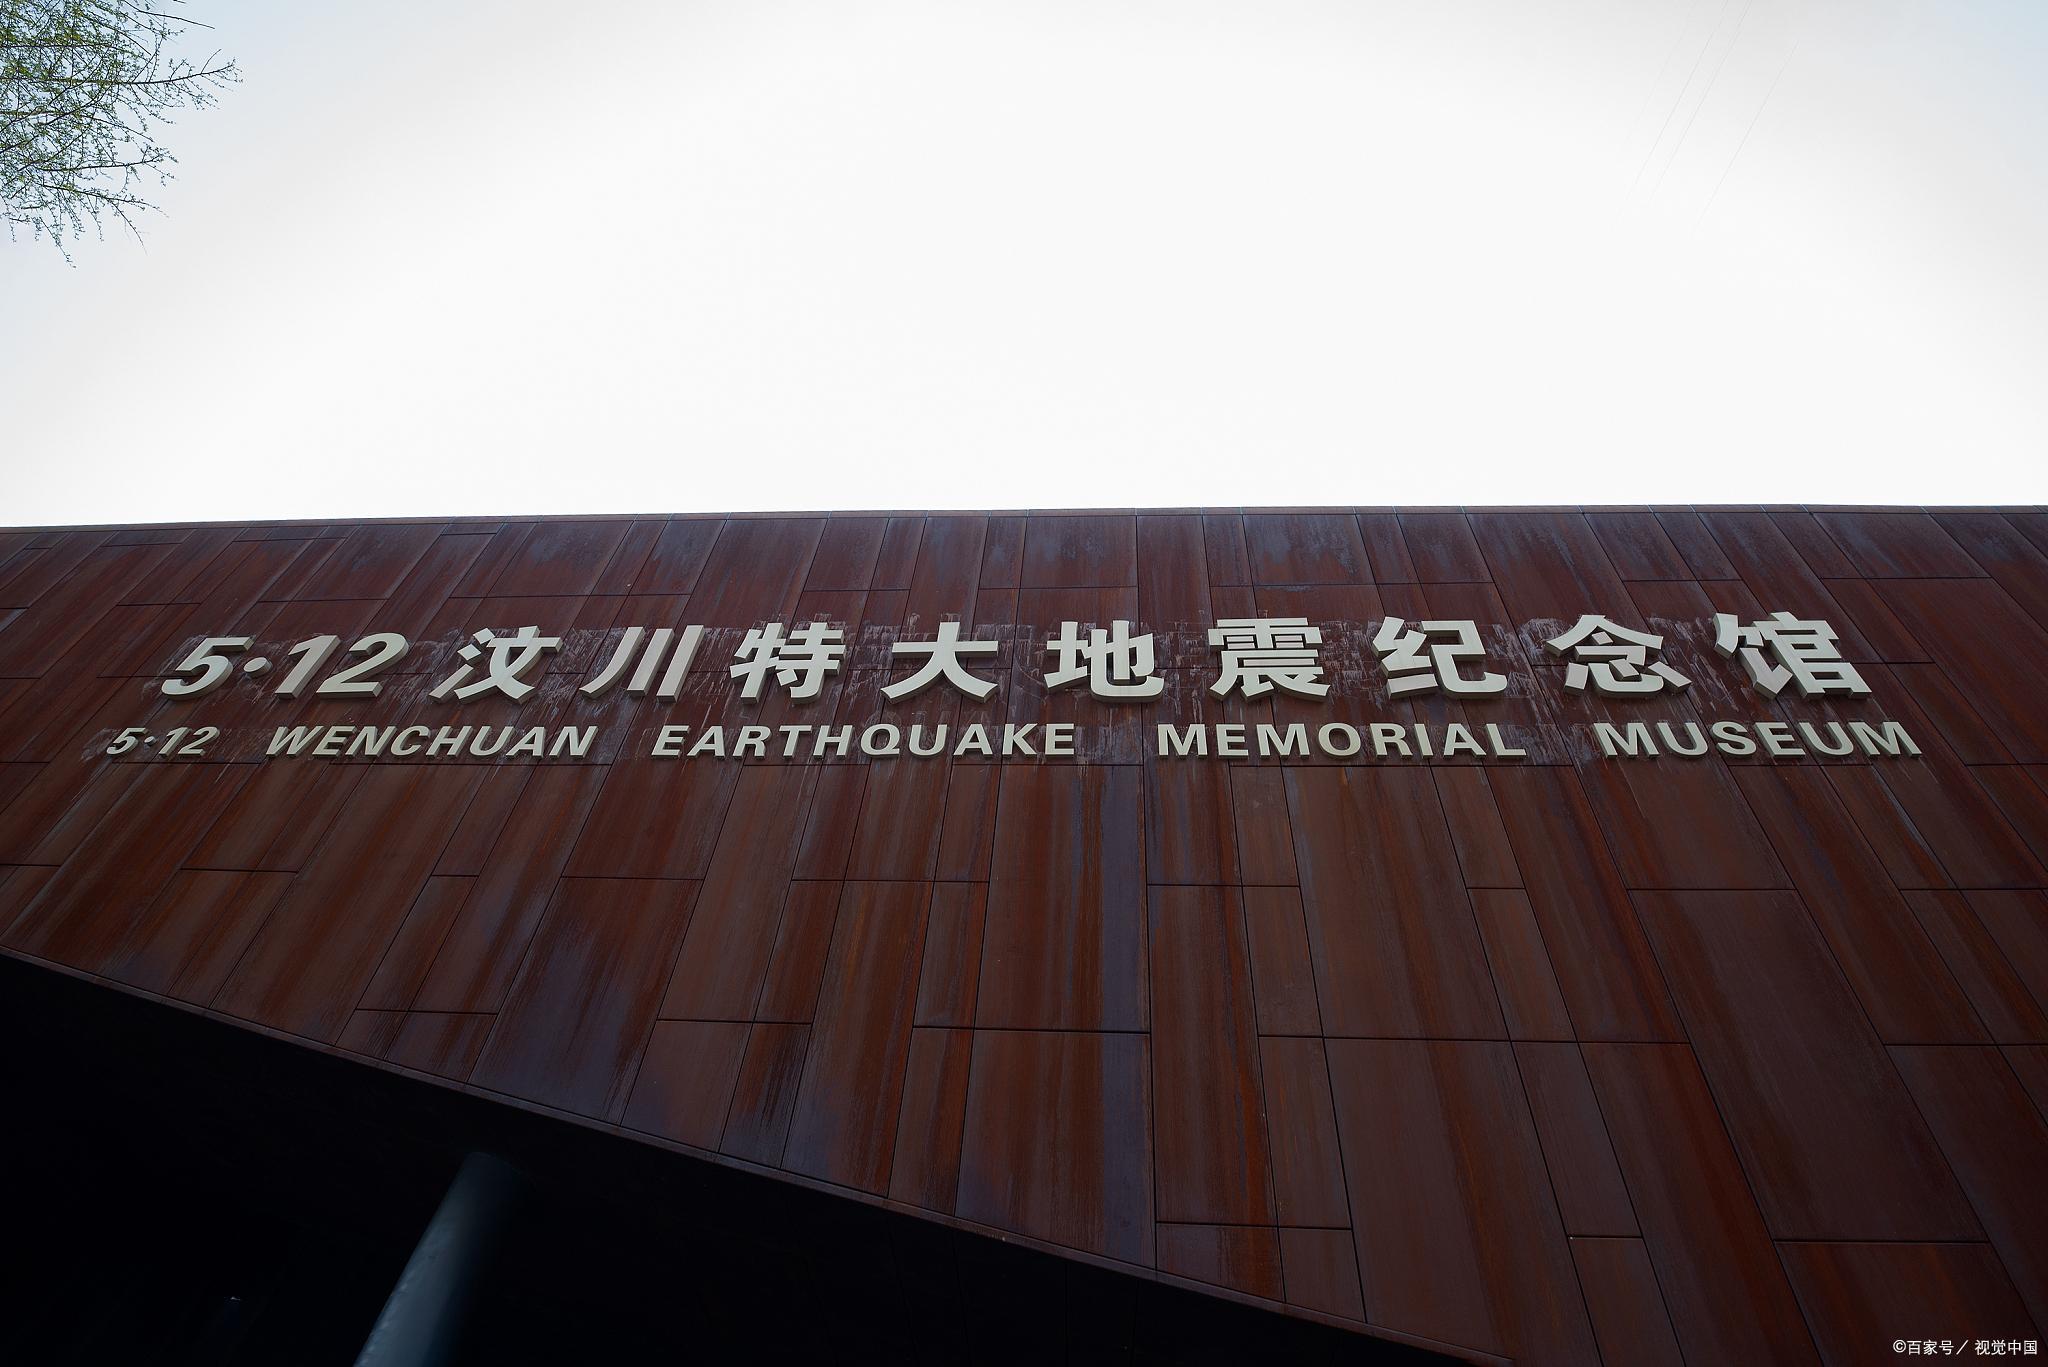 5·12 汶川特大地震纪念馆
5·12 WENCHUAN EARTHQUAKE MEMORIAL MUSEUM
©百家号／视觉中国